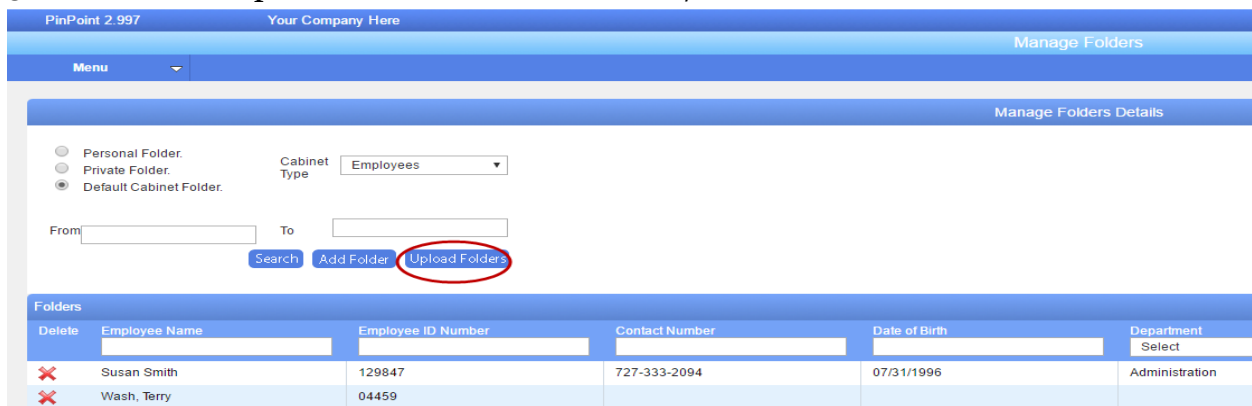 PinPoint 2.997 Your Company Here
Manage Folders
Menu
Manage Folders Details
Personal Folder.
Private Folder.
Default Cabinet Folder.
Cabinet Type Employees
From To
Search Add Folder Upload Folders
Folders
Delete Employee Name Employee ID Number Contact Number Date of Birth Department
Select
Susan Smith 129847 727-333-2094 07/31/1996 Administration
Wash, Terry 04459